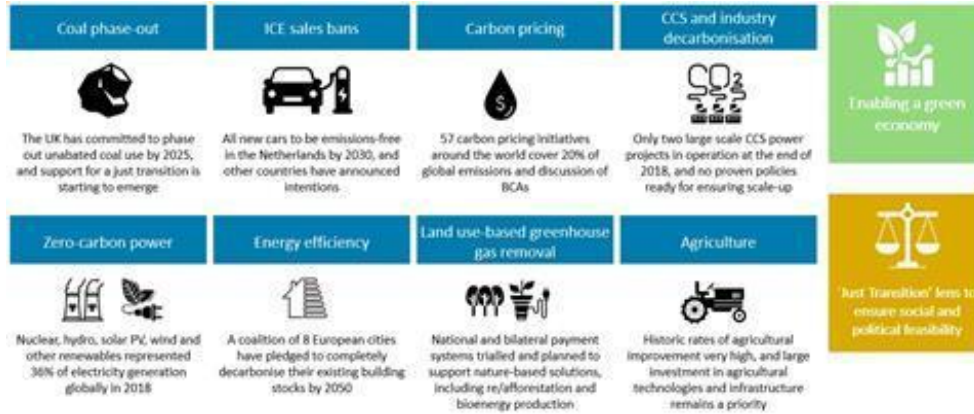 Coal phase-out
The UK has committed to phase
out unabated coal use by 2025,
and support for a just transition is
starting to emerge
ICE sales bans
All new cars to be emissions-free
in the Netherlands by 2030, and
other countries have announced
intentions
Carbon pricing
$
57 carbon pricing initiatives
around the world cover 20% of
global emissions and discussion of
BCAs
CCS and industry
decarbonisation
CO2
Only two large scale CCS power
projects in operation at the end of
2018, and no proven policies
ready for ensuring scale-up
Zero-carbon power
Nuclear, hydro, solar PV, wind and
other renewables represented
36% of electricity generation
globally in 2018
Energy efficiency
A coalition of 8 European cities
have pledged to completely
decarbonise their existing building
stocks by 2050
Land use-based greenhouse
gas removal
National and bilateral payment
systems trialled and planned to
support nature-based solutions,
including re/afforestation and
bioenergy production
Agriculture
Historic rates of agricultural
improvement very high, and large
investment in agricultural
technologies and infrastructure
remains a priority
Enabling a green
economy
'Just Transition' lens to
ensure social and
political feasibility